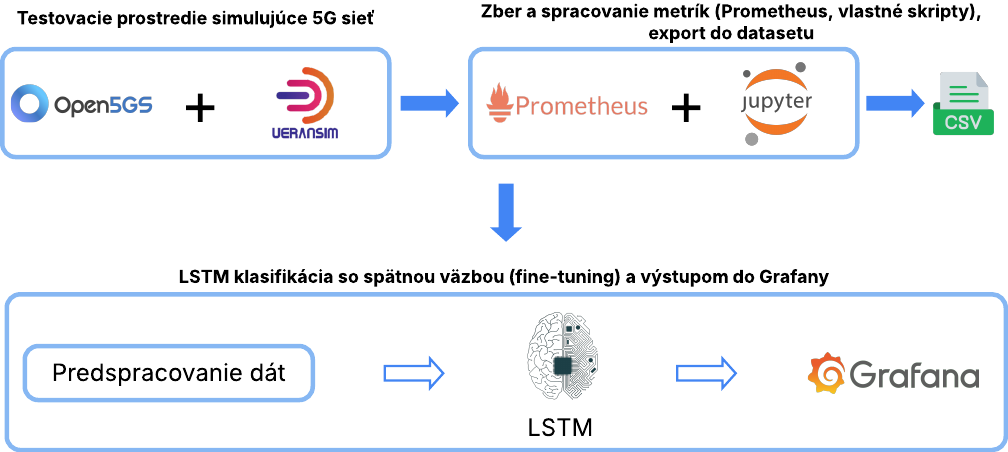 Testovacie prostredie simulujúce 5G sieť
Zber a spracovanie metrík (Prometheus, vlastné skripty),
export do datasetu
Open5GS
+
UERANSIM
Prometheus
+
jupyter
CSV
LSTM klasifikácia so spätnou väzbou (fine-tuning) a výstupom do Grafany
Predspracovanie dát
LSTM
Grafana